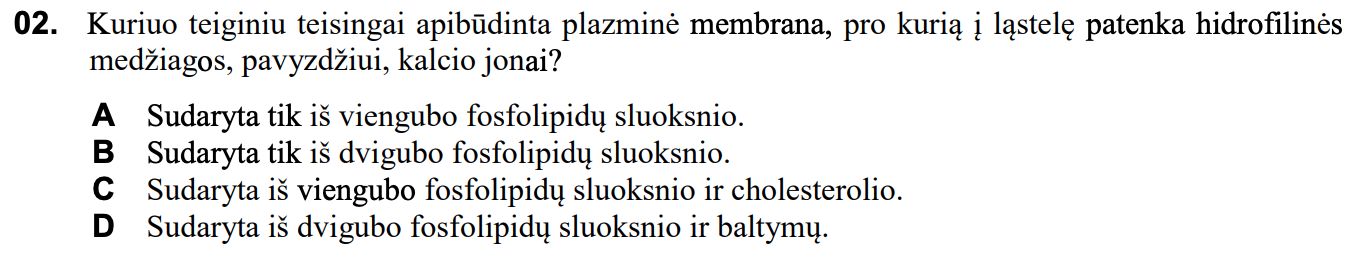 02. Kuriuo teiginiu teisingai apibūdinta plazminė membrana, pro kurią į ląstelę patenka hidrofilinės
medžiagos, pavyzdžiui, kalcio jonai?
A Sudaryta tik iš viengubo fosfolipidų sluoksnio.
B Sudaryta tik iš dvigubo fosfolipidų sluoksnio.
C Sudaryta iš viengubo fosfolipidų sluoksnio ir cholesterolio.
D Sudaryta iš dvigubo fosfolipidų sluoksnio ir baltymų.